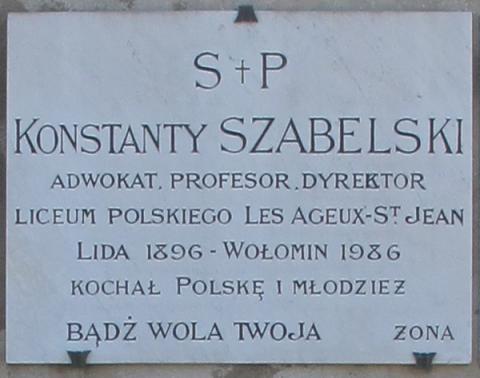 S + P
KONSTANTY SZABELSKI
ADWOKAT, PROFESOR, DYREKTOR
LICEUM POLSKIEGO LES AGEUX-ST JEAN
LIDA 1896 - WOŁOMIN 1986
KOCHAŁ POLSKĘ I MŁODZIEŻ
BĄDŹ WOLA TWOJA ZONA